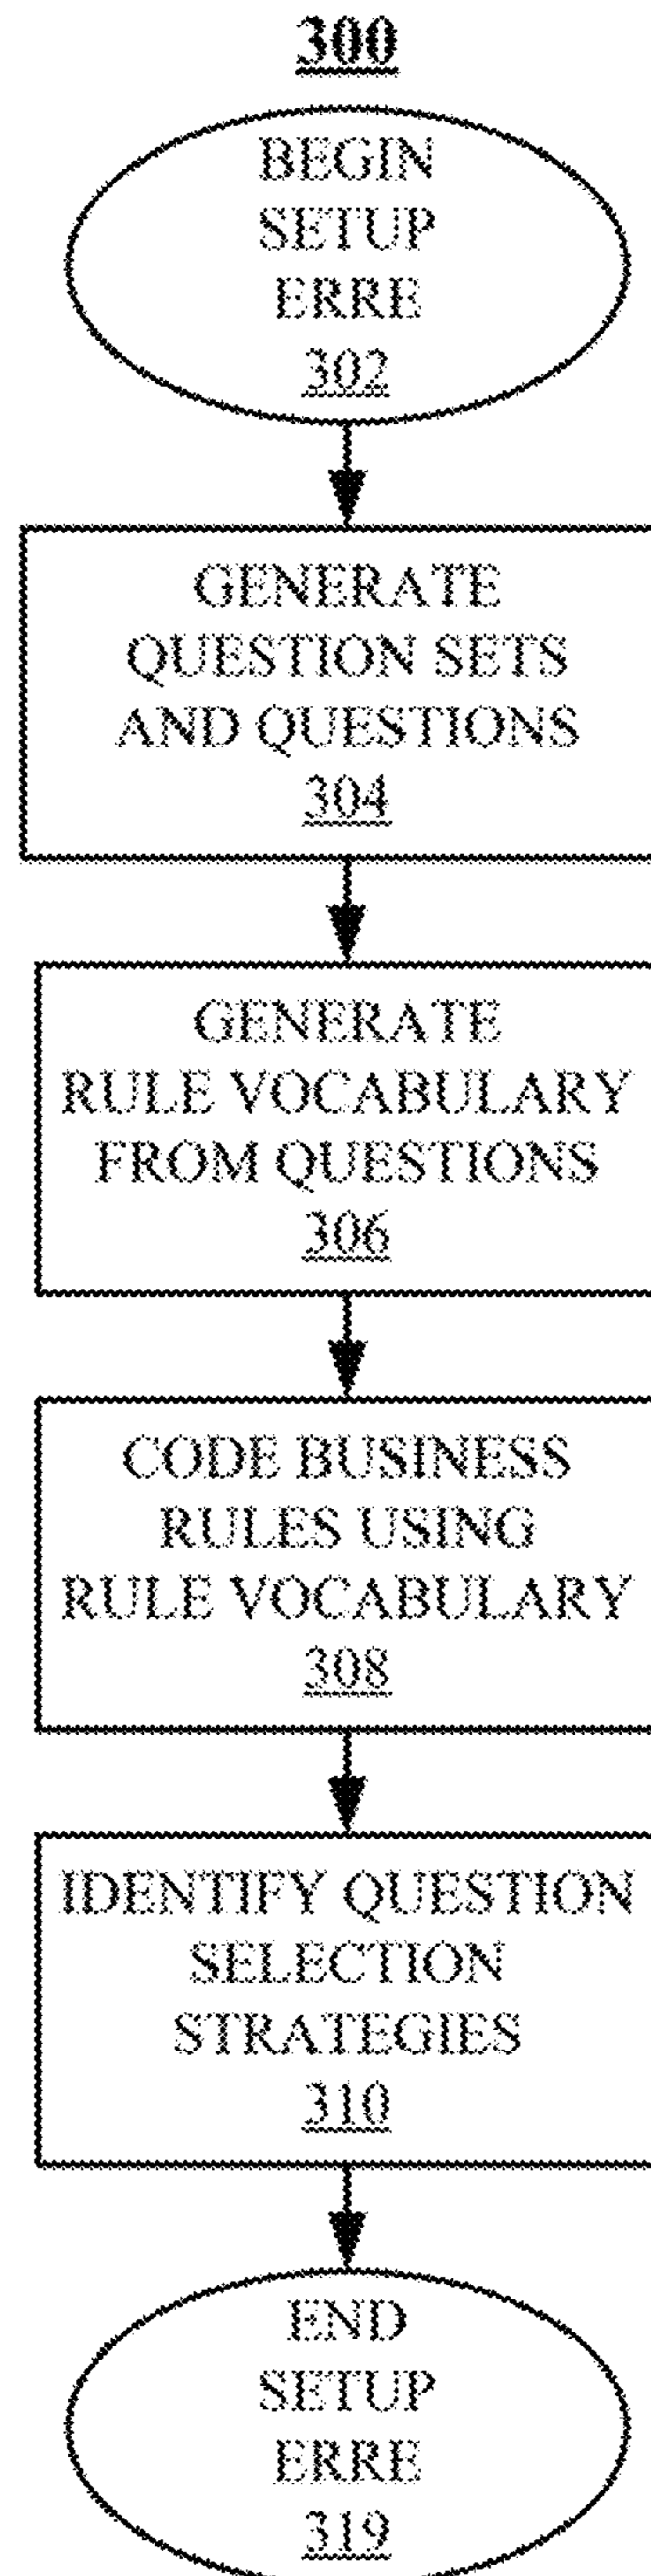 300
BEGIN
SETUP
ERRE
302
GENERATE
QUESTION SETS
AND QUESTIONS
304
GENERATE
RULE VOCABULARY
FROM QUESTIONS
306
CODE BUSINESS
RULES USING
RULE VOCABULARY
308
IDENTIFY QUESTION
SELECTION
STRATEGIES
310
END
SETUP
ERRE
319